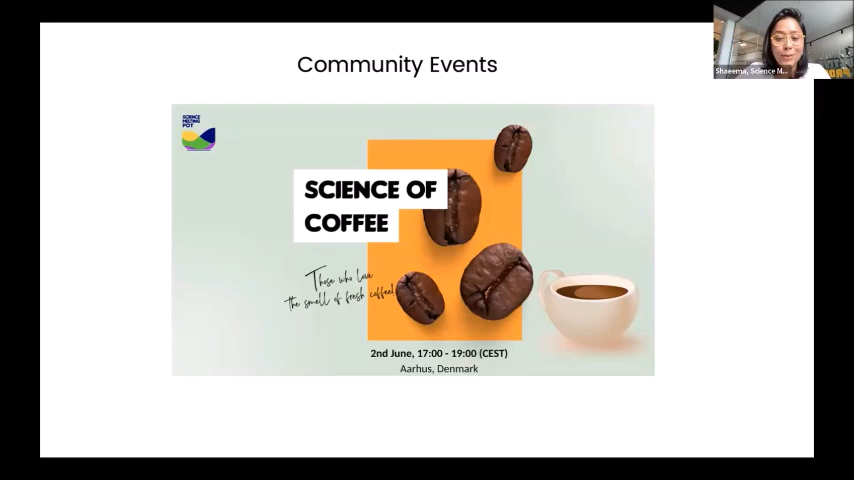 Community Events
Shaeema, Science M...
SCIENCE
MELTING
POT
SCIENCE OF
COFFEE
Those who love
the smell of fresh coffee!
2nd June, 17:00 - 19:00 (CEST)
Aarhus, Denmark